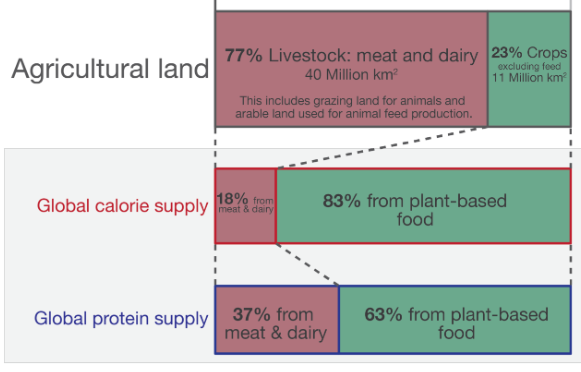 Agricultural land
77% Livestock: meat and dairy
40 Million km²
This includes grazing land for animals and
arable land used for animal feed production.
23% Crops
excluding feed
11 Million km²
Global calorie supply
18% from
meat & dairy
83% from plant-based
food
Global protein supply
37% from
meat & dairy
63% from plant-based
food